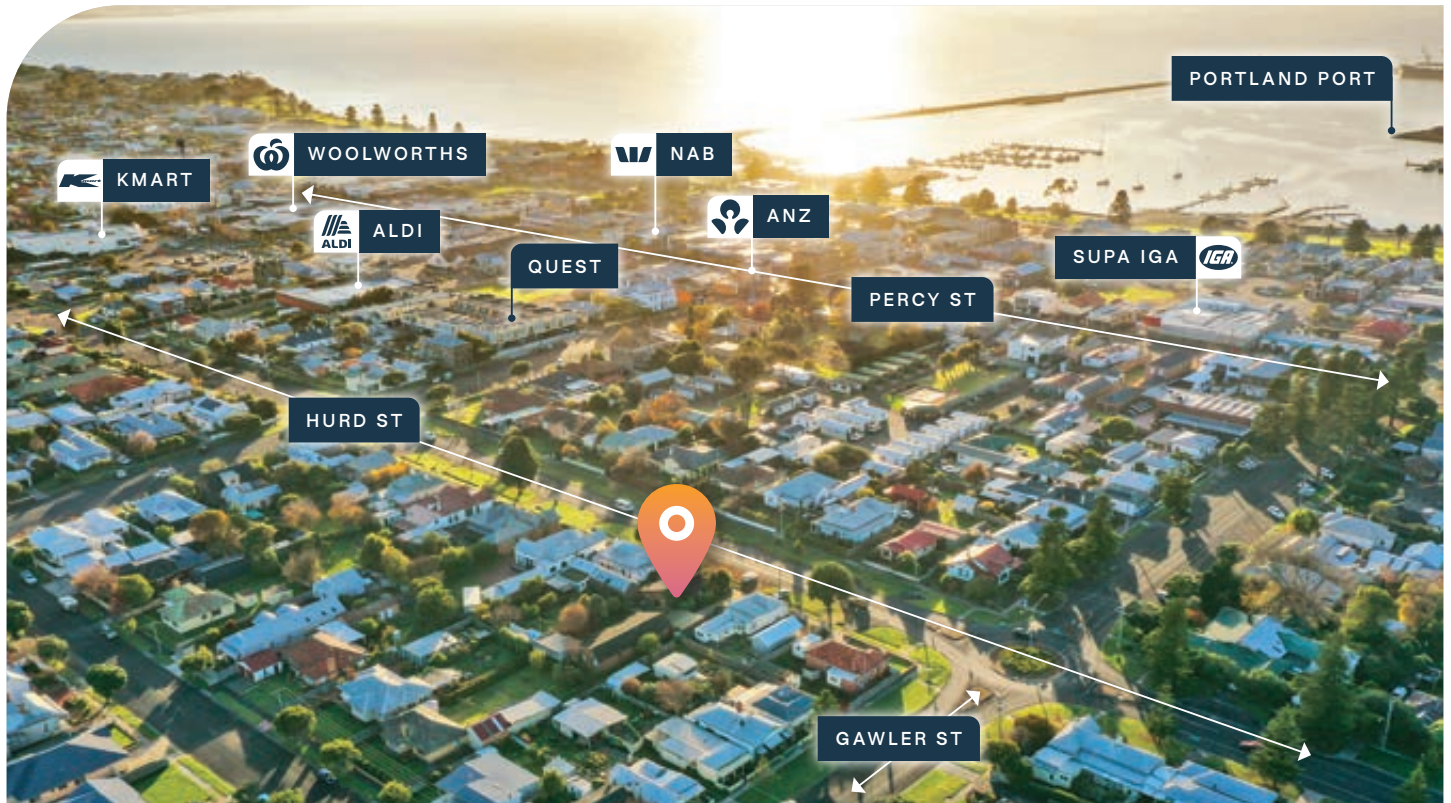 PORTLAND PORT
WOOLWORTHS
NAB
KMART
ANZ
ALDI
ALDI
QUEST
SUPA IGA
IGA
PERCY ST
HURD ST
GAWLER ST